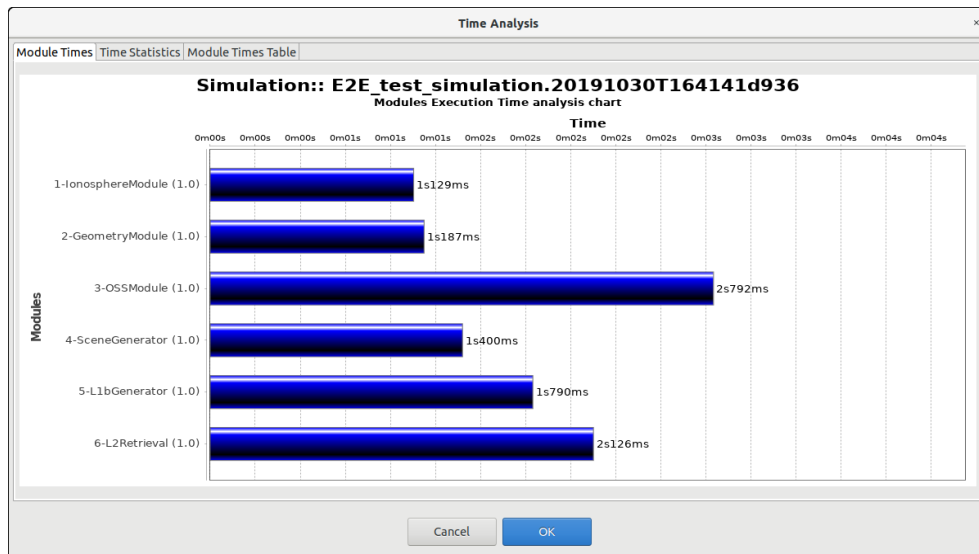 Time Analysis ×
Module Times Time Statistics Module Times Table
Simulation:: E2E_test_simulation.20191030T164141d936
Modules Execution Time analysis chart
Time
0m00s 0m00s 0m00s 0m01s 0m01s 0m01s 0m02s 0m02s 0m02s 0m02s 0m02s 0m03s 0m03s 0m03s 0m04s 0m04s 0m04s
Modules
1-IonosphereModule (1.0) 1s129ms
2-GeometryModule (1.0) 1s187ms
3-OSSModule (1.0) 2s792ms
4-SceneGenerator (1.0) 1s400ms
5-L1bGenerator (1.0) 1s790ms
6-L2Retrieval (1.0) 2s126ms
Cancel OK